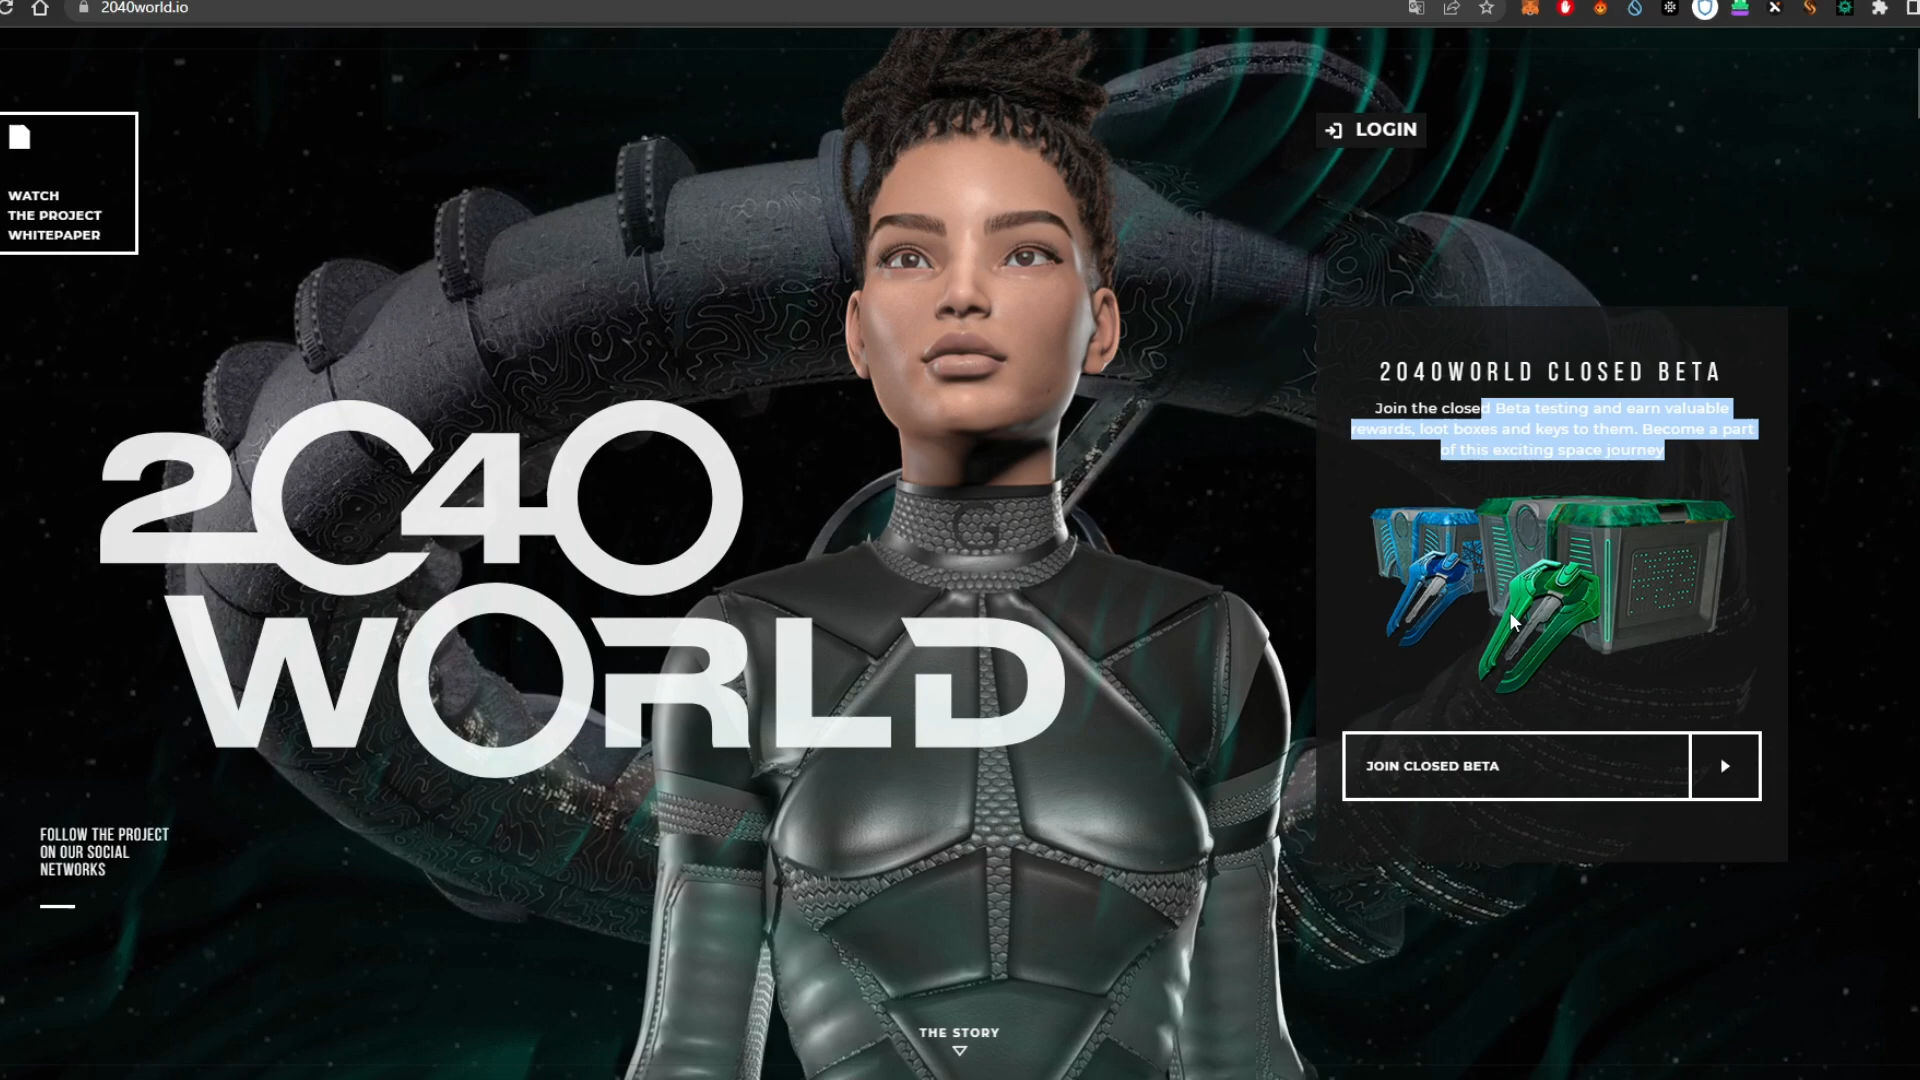 2040world.io
WATCH
THE PROJECT
WHITEPAPER
LOGIN
2040
WORLD
2040WORLD CLOSED BETA
Join the closed Beta testing and earn valuable
rewards, loot boxes and keys to them. Become a part
of this exciting space journey
G
JOIN CLOSED BETA
FOLLOW THE PROJECT
ON OUR SOCIAL
NETWORKS
THE STORY